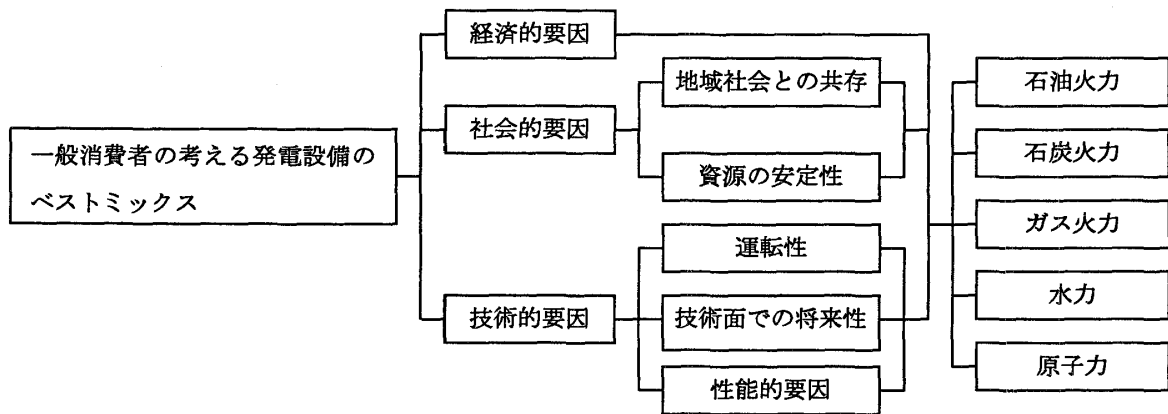 一般消費者の考える発電設備の
ベストミックス
経済的要因
社会的要因
技術的要因
地域社会との共存
資源の安定性
運転性
技術面での将来性
性能的要因
石油火力
石炭火力
ガス火力
水力
原子力